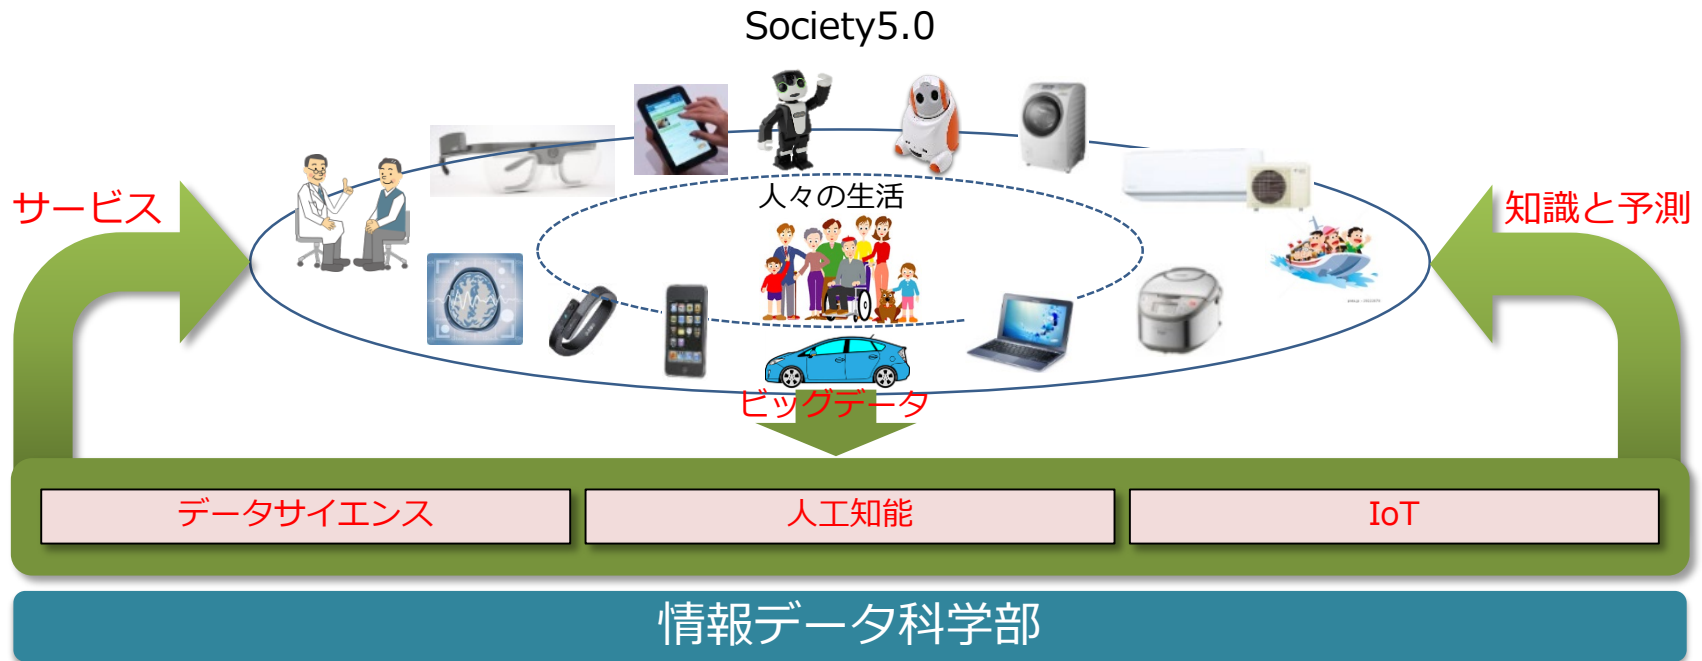 Society5.0
人々の生活
サービス
知識と予測
ビッグデータ
データサイエンス
人工知能
IoT
情報データ科学部